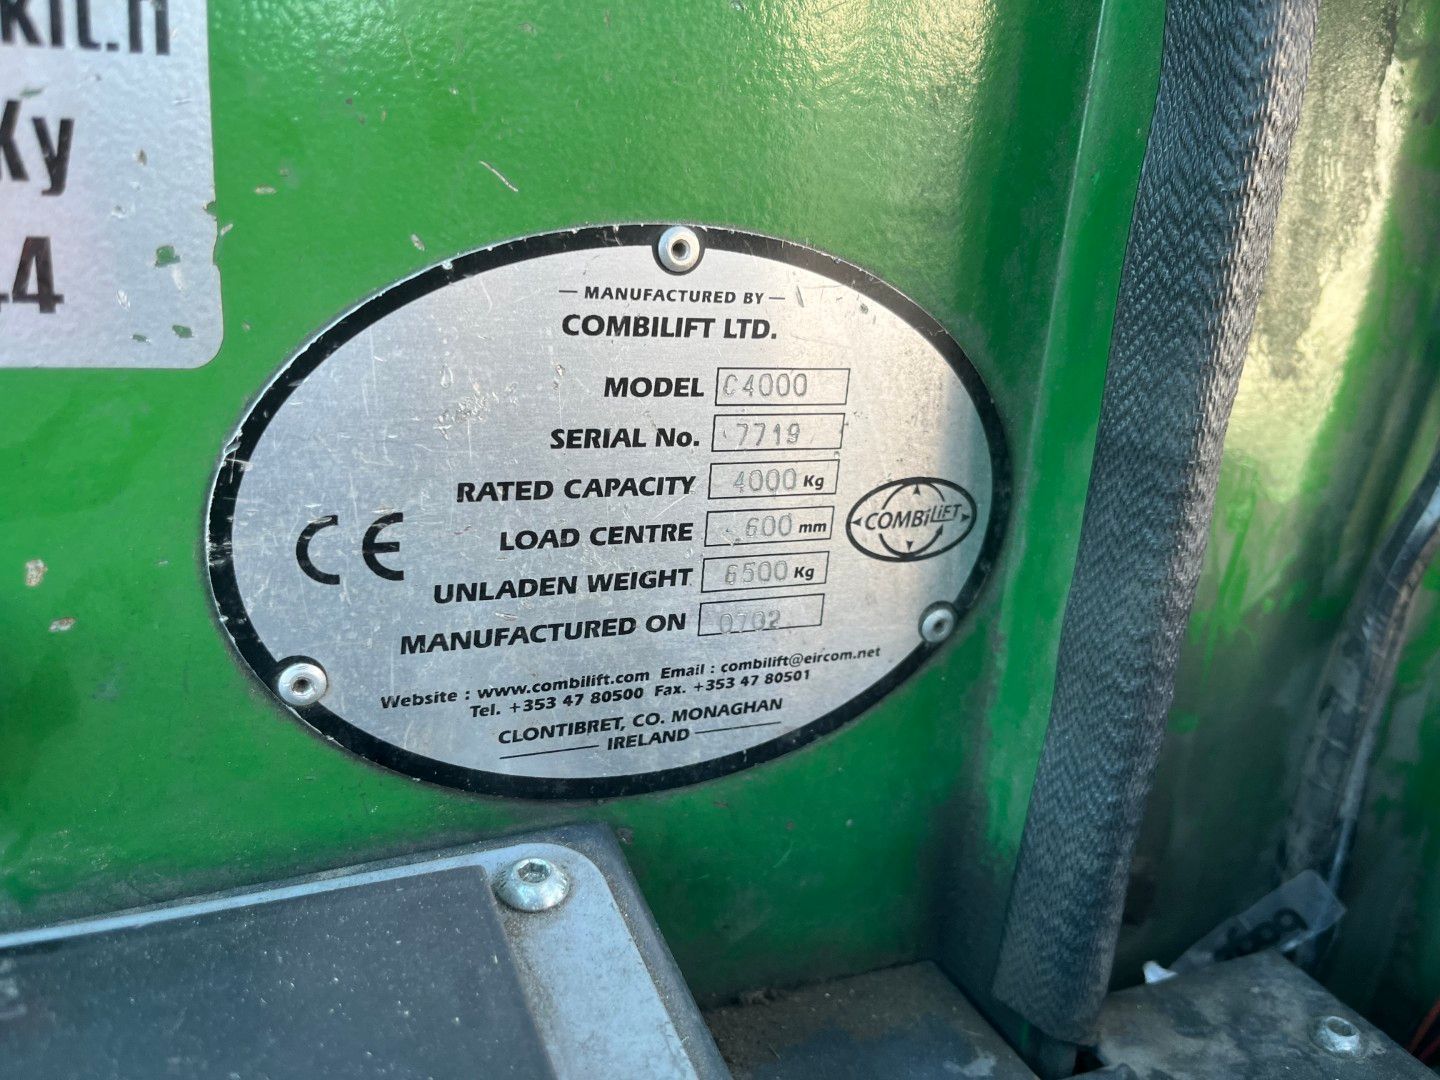 Ky
44
— MANUFACTURED BY —
COMBILIFT LTD.
MODEL C4000
SERIAL No. 7719
RATED CAPACITY 4000 Kg
LOAD CENTRE 600 mm
UNLADEN WEIGHT 6500 Kg
MANUFACTURED ON 0702
CE
COMBILIFT
Website : www.combilift.com Email : combilift@eircom.net
Tel. +353 47 80500 Fax. +353 47 80501
CLONTIBRET, CO. MONAGHAN
IRELAND